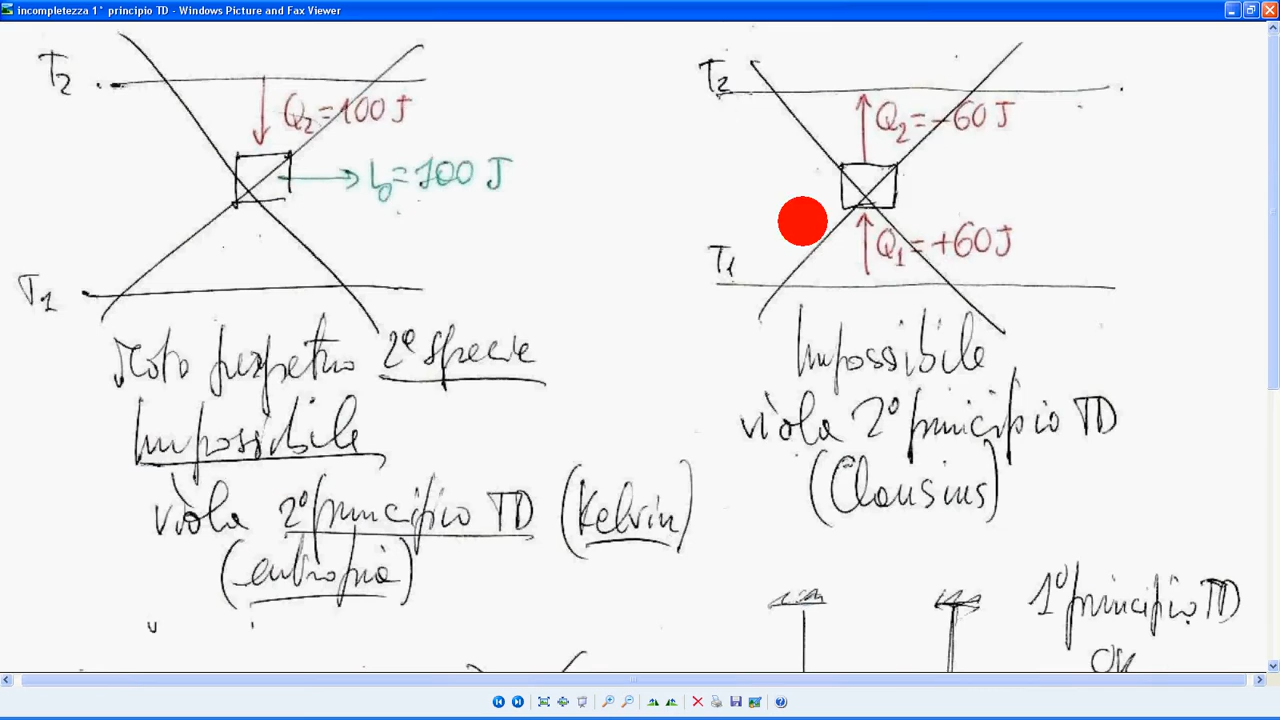 incompletezza 1° principio TD - Windows Picture and Fax Viewer
T2
Q2=100 J
L=100 J
T1
Moto perpetuo 2ª specie
Impossibile
viola 2° principio TD (Kelvin)
(entropia)
T2
Q2=-60 J
Q1=+60 J
T1
Impossibile
viola 2° principio TD
(Clausius)
1° principio TD
OK